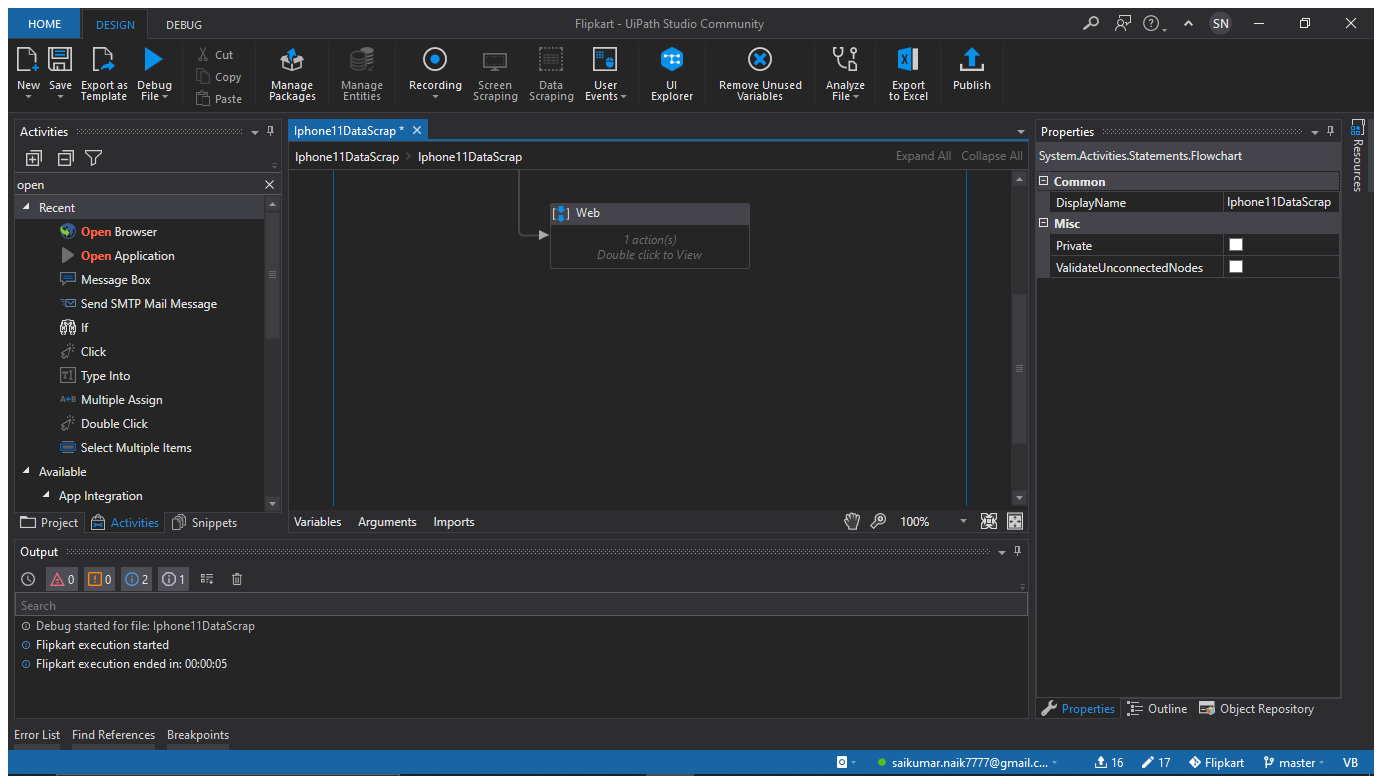 HOME DESIGN DEBUG Flipkart - UiPath Studio Community SN
New Save Export as Template Debug File Cut Copy Paste Manage Packages Manage Entities Recording Screen Scraping Data Scraping User Events UI Explorer Remove Unused Variables Analyze File Export to Excel Publish
Activities
open
Recent
Open Browser
Open Application
Message Box
Send SMTP Mail Message
If
Click
Type Into
A+B Multiple Assign
Double Click
Select Multiple Items
Available
App Integration
Project Activities Snippets
Iphone11DataScrap *
Iphone11DataScrap > Iphone11DataScrap Expand All Collapse All
Web
1 action(s)
Double click to View
Variables Arguments Imports 100%
Properties
System.Activities.Statements.Flowchart
Common
DisplayName Iphone11DataScrap
Misc
Private
ValidateUnconnectedNodes
Properties Outline Object Repository
Resources
Output
0 0 2 1
Search
Debug started for file: Iphone11DataScrap
Flipkart execution started
Flipkart execution ended in: 00:00:05
Error List Find References Breakpoints
saikumar.naik7777@gmail.c... 16 17 Flipkart master VB